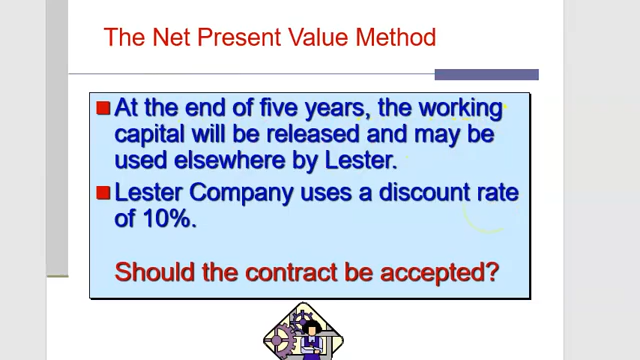 The Net Present Value Method
At the end of five years, the working
capital will be released and may be
used elsewhere by Lester.
Lester Company uses a discount rate
of 10%.
Should the contract be accepted?